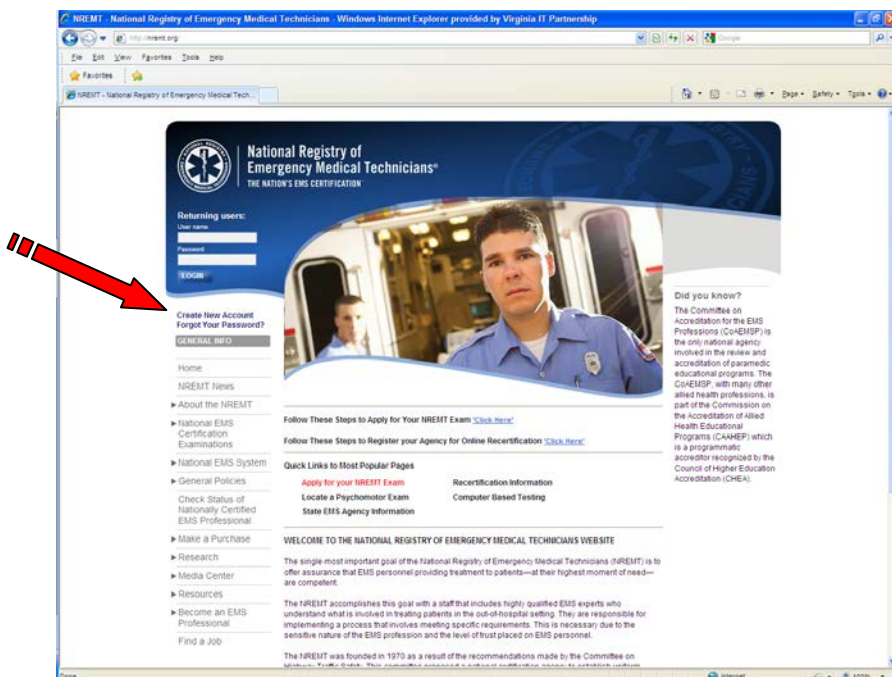 NREMT - National Registry of Emergency Medical Technicians - Windows Internet Explorer provided by Virginia IT Partnership
http://nremt.org/
Google
File Edit View Favorites Tools Help
Favorites
NREMT - National Registry of Emergency Medical Tech...
Page Safety Tools
National Registry of
Emergency Medical Technicians®
THE NATION'S EMS CERTIFICATION
Returning users:
User name
Password
LOGIN
Create New Account
Forgot Your Password?
GENERAL INFO
Home
NREMT News
About the NREMT
National EMS
Certification
Examinations
National EMS System
General Policies
Check Status of
Nationally Certified
EMS Professional
Make a Purchase
Research
Media Center
Resources
Become an EMS
Professional
Find a Job
Follow These Steps to Apply for Your NREMT Exam "Click Here"
Follow These Steps to Register your Agency for Online Recertification "Click Here"
Quick Links to Most Popular Pages
Apply for your NREMT Exam
Recertification Information
Locate a Psychomotor Exam
Computer Based Testing
State EMS Agency Information
WELCOME TO THE NATIONAL REGISTRY OF EMERGENCY MEDICAL TECHNICIANS WEBSITE
The single most important goal of the National Registry of Emergency Medical Technicians (NREMT) is to
offer assurance that EMS personnel providing treatment to patients—at their highest moment of need—
are competent.
The NREMT accomplishes this goal with a staff that includes highly qualified EMS experts who
understand what is involved in treating patients in the out-of-hospital setting. They are responsible for
implementing a process that involves meeting specific requirements. This is necessary due to the
sensitive nature of the EMS profession and the level of trust placed on EMS personnel.
The NREMT was founded in 1970 as a result of the recommendations made by the Committee on
Highway Traffic Safety. This committee proposed a national certification agency to establish uniform
Did you know?
The Committee on
Accreditation for the EMS
Professions (CoAEMSP) is
the only national agency
involved in the review and
accreditation of paramedic
educational programs. The
CoAEMSP, with many other
allied health professions, is
part of the Commission on
the Accreditation of Allied
Health Educational
Programs (CAAHEP) which
is a programmatic
accreditor recognized by the
Council of Higher Education
Accreditation (CHEA).
Done
Internet
100%